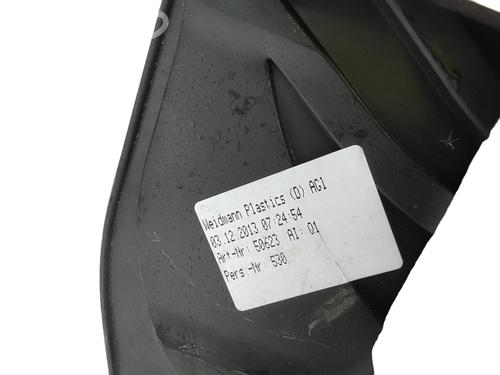 Weidmann Plastics (D) AG1
03.12.2013 07:24:54
Art-Nr: 50623 AI: 01
Pers.-Nr: 530